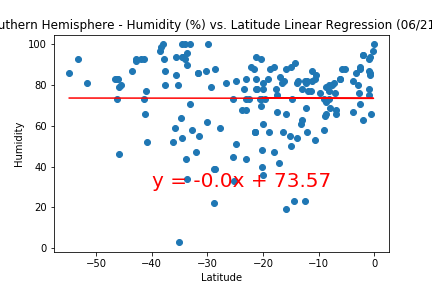 uthern Hemisphere - Humidity (%) vs. Latitude Linear Regression (06/21
100
80
60
40
20
0
Humidity
y = -0.0x + 73.57
−50 −40 −30 −20 −10 0
Latitude